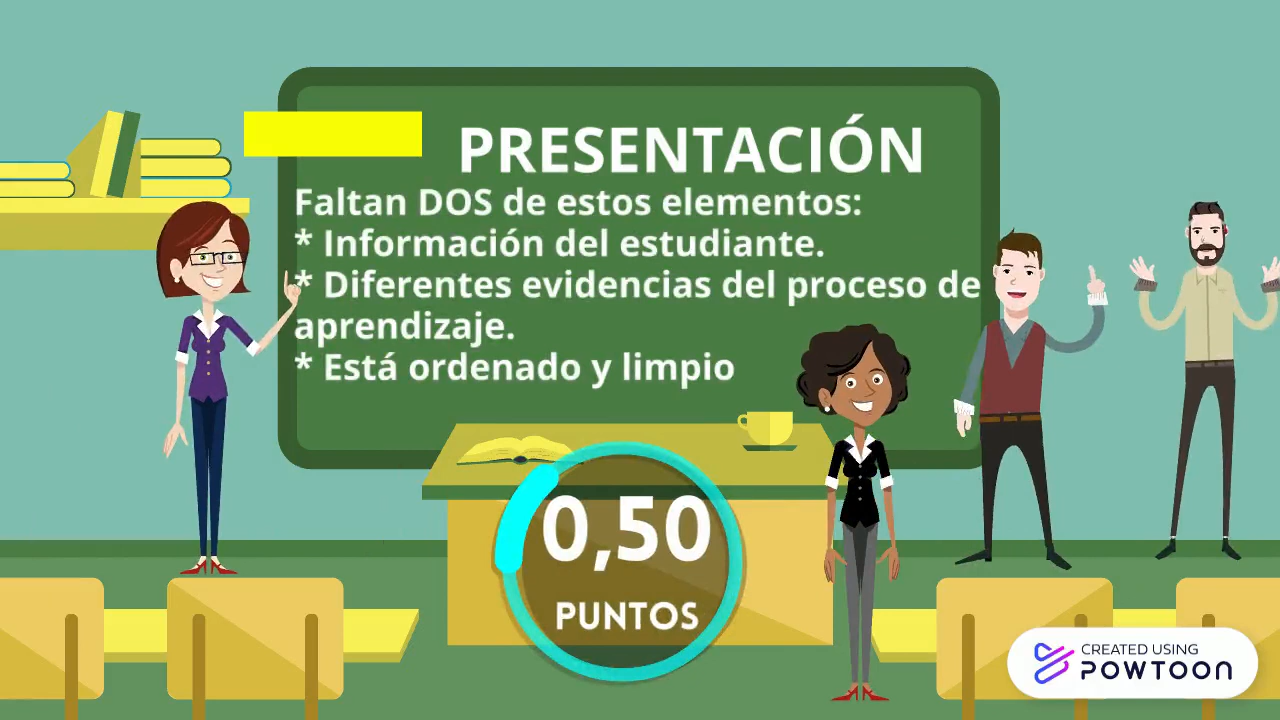 PRESENTACIÓN
Faltan DOS de estos elementos:
* Información del estudiante.
* Diferentes evidencias del proceso de
aprendizaje.
* Está ordenado y limpio
0,50
PUNTOS
CREATED USING
POWTOON